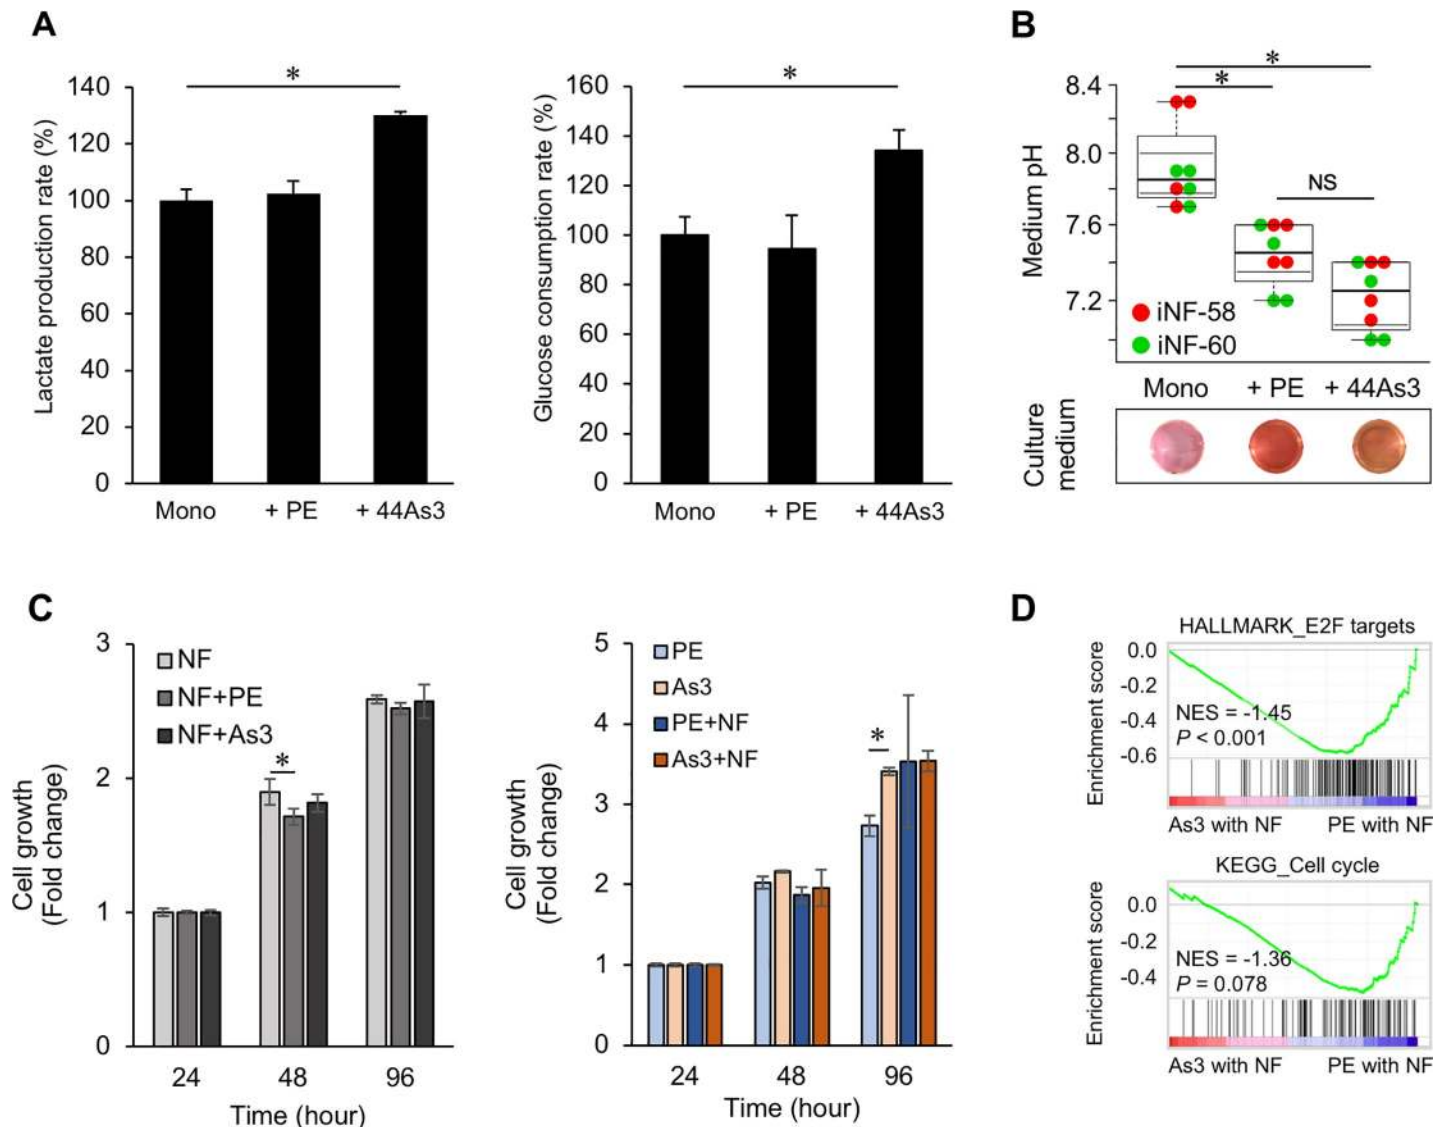 A
Lactate production rate (%)
140
120
100
80
60
40
20
0
*
Mono
+ PE
+ 44As3
Glucose consumption rate (%)
160
140
120
100
80
60
40
20
0
*
Mono
+ PE
+ 44As3
B
Medium pH
8.4
8.0
7.6
7.2
*
*
NS
iNF-58
iNF-60
Mono
+ PE
+ 44As3
Culture
medium
C
Cell growth
(Fold change)
3
2
1
0
NF
NF+PE
NF+As3
*
24
48
96
Time (hour)
Cell growth
(Fold change)
5
4
3
2
1
0
PE
As3
PE+NF
As3+NF
*
24
48
96
Time (hour)
D
HALLMARK_E2F targets
Enrichment score
0.0
-0.2
-0.4
-0.6
NES = -1.45
P < 0.001
As3 with NF
PE with NF
KEGG_Cell cycle
Enrichment score
0.0
-0.2
-0.4
NES = -1.36
P = 0.078
As3 with NF
PE with NF